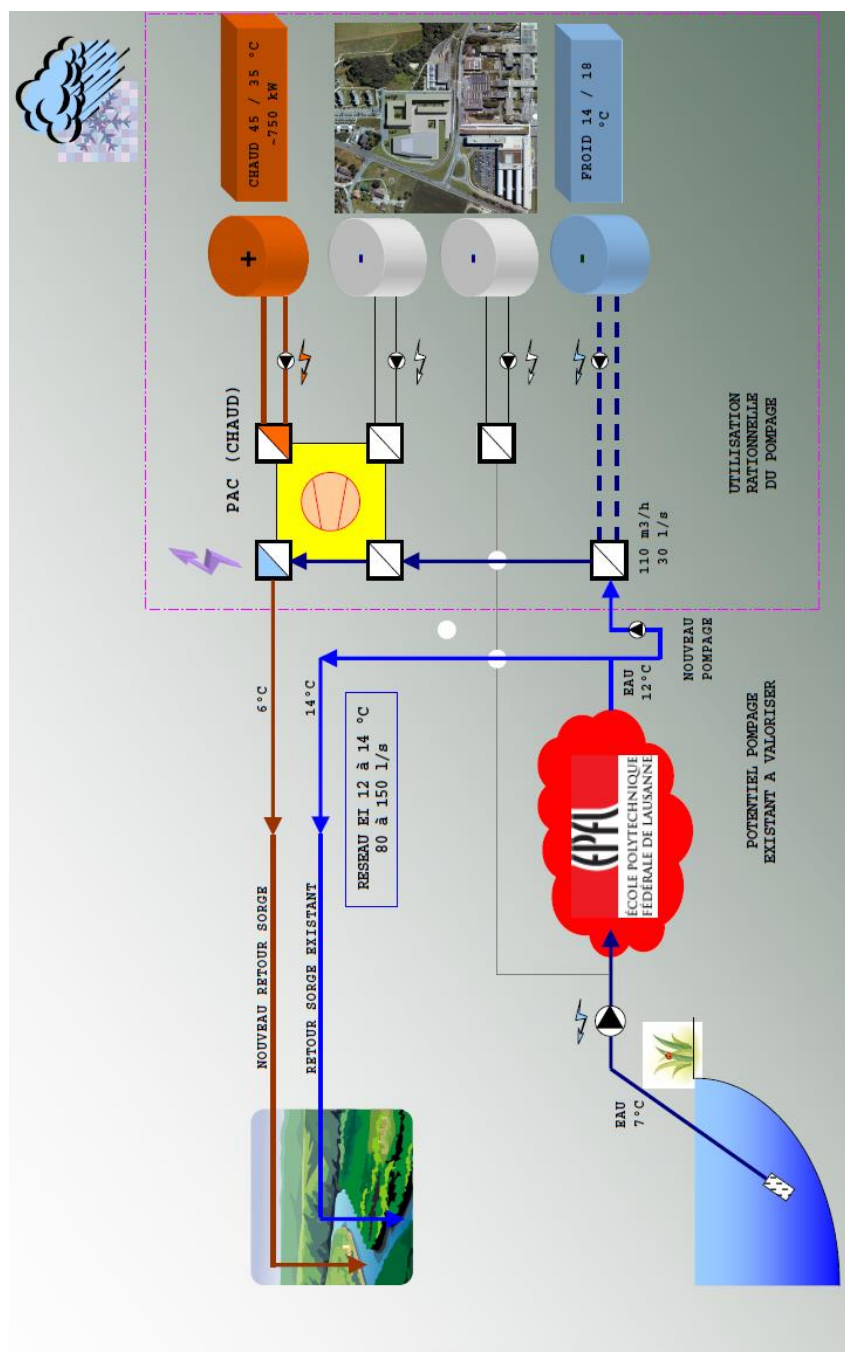 CHAUD 45 / 35 °C
~750 kW
FROID 14 / 18
°C
+
-
-
-
PAC (CHAUD)
110 m3/h
30 l/s
UTILISATION
RATIONNELLE
DU POMPAGE
6°C
14°C
RESEAU EI 12 à 14 °C
80 à 150 l/s
EAU
12°C
NOUVEAU
POMPAGE
NOUVEAU RETOUR SORGE
RETOUR SORGE EXISTANT
EPFL
ÉCOLE POLYTECHNIQUE
FÉDÉRALE DE LAUSANNE
POTENTIEL POMPAGE
EXISTANT A VALORISER
EAU
7°C